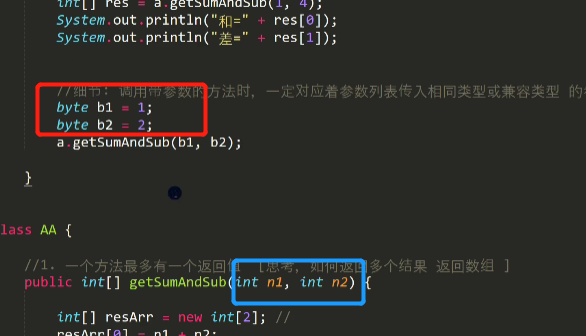 int[] res = a.getSumAndSub(1, 4);
System.out.println("和=" + res[0]);
System.out.println("差=" + res[1]);
//细节: 调用带参数的方法时，一定对应着参数列表传入相同类型或兼容类型 的
byte b1 = 1;
byte b2 = 2;
a.getSumAndSub(b1, b2);
}
lass AA {
//1. 一个方法最多有一个返回值 [思考，如何返回多个结果 返回数组 ]
public int[] getSumAndSub(int n1, int n2) {
int[] resArr = new int[2]; //
resArr[0] = n1 + n2;